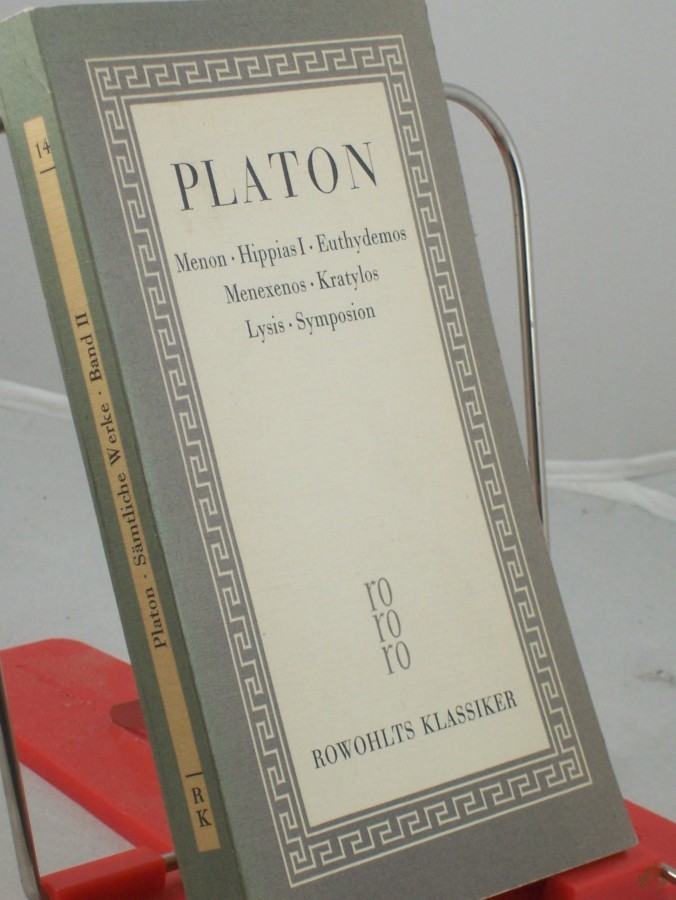 PLATON
Menon · Hippias I · Euthydemos
Menexenos · Kratylos
Lysis · Symposion
ro
ro
ro
ROWOHLTS KLASSIKER
14
Platon · Sämtliche Werke · Band II
R
K